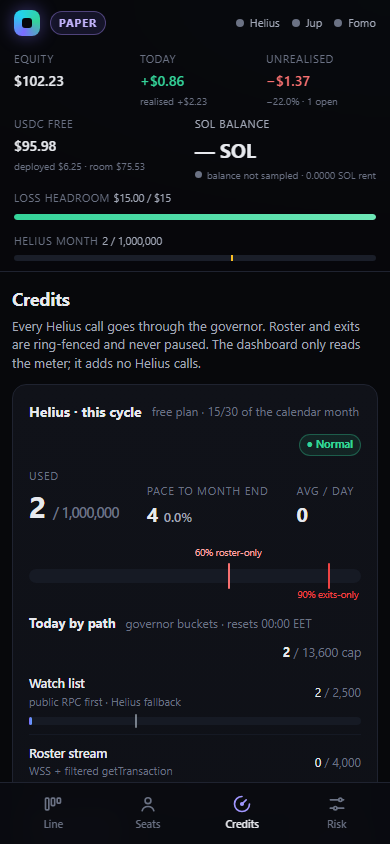 PAPER
Helius Jup Fomo
EQUITY TODAY UNREALISED
$102.23 +$0.86 −$1.37
realised +$2.23 −22.0% · 1 open
USDC FREE SOL BALANCE
$95.98 — SOL
deployed $6.25 · room $75.53 balance not sampled · 0.0000 SOL rent
LOSS HEADROOM $15.00 / $15
HELIUS MONTH 2 / 1,000,000
Credits
Every Helius call goes through the governor. Roster and exits
are ring-fenced and never paused. The dashboard only reads
the meter; it adds no Helius calls.
Helius · this cycle free plan · 15/30 of the calendar month
Normal
USED PACE TO MONTH END AVG / DAY
2 / 1,000,000 4 0.0% 0
60% roster-only
90% exits-only
Today by path governor buckets · resets 00:00 EET
2 / 13,600 cap
Watch list 2 / 2,500
public RPC first · Helius fallback
Roster stream 0 / 4,000
WSS + filtered getTransaction
Line Seats Credits Risk